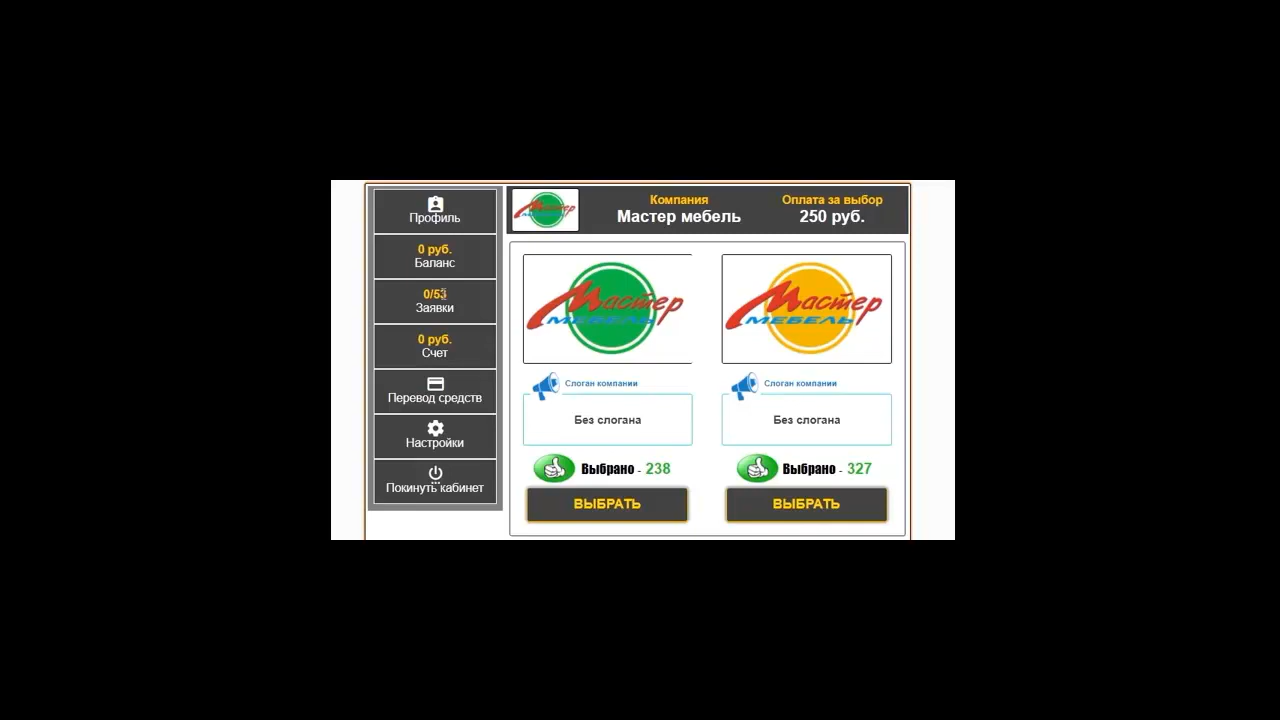 Профиль
0 руб.
Баланс
Заявки
0 руб.
Счет
Перевод средств
Настройки
Покинуть кабинет
Мастер
МЕБЕЛЬ
Компания
Мастер мебель
Оплата за выбор
250 руб.
Мастер
МЕБЕЛЬ
Слоган компании
Без слогана
Выбрано - 238
ВЫБРАТЬ
Мастер
МЕБЕЛЬ
Слоган компании
Без слогана
Выбрано - 327
ВЫБРАТЬ